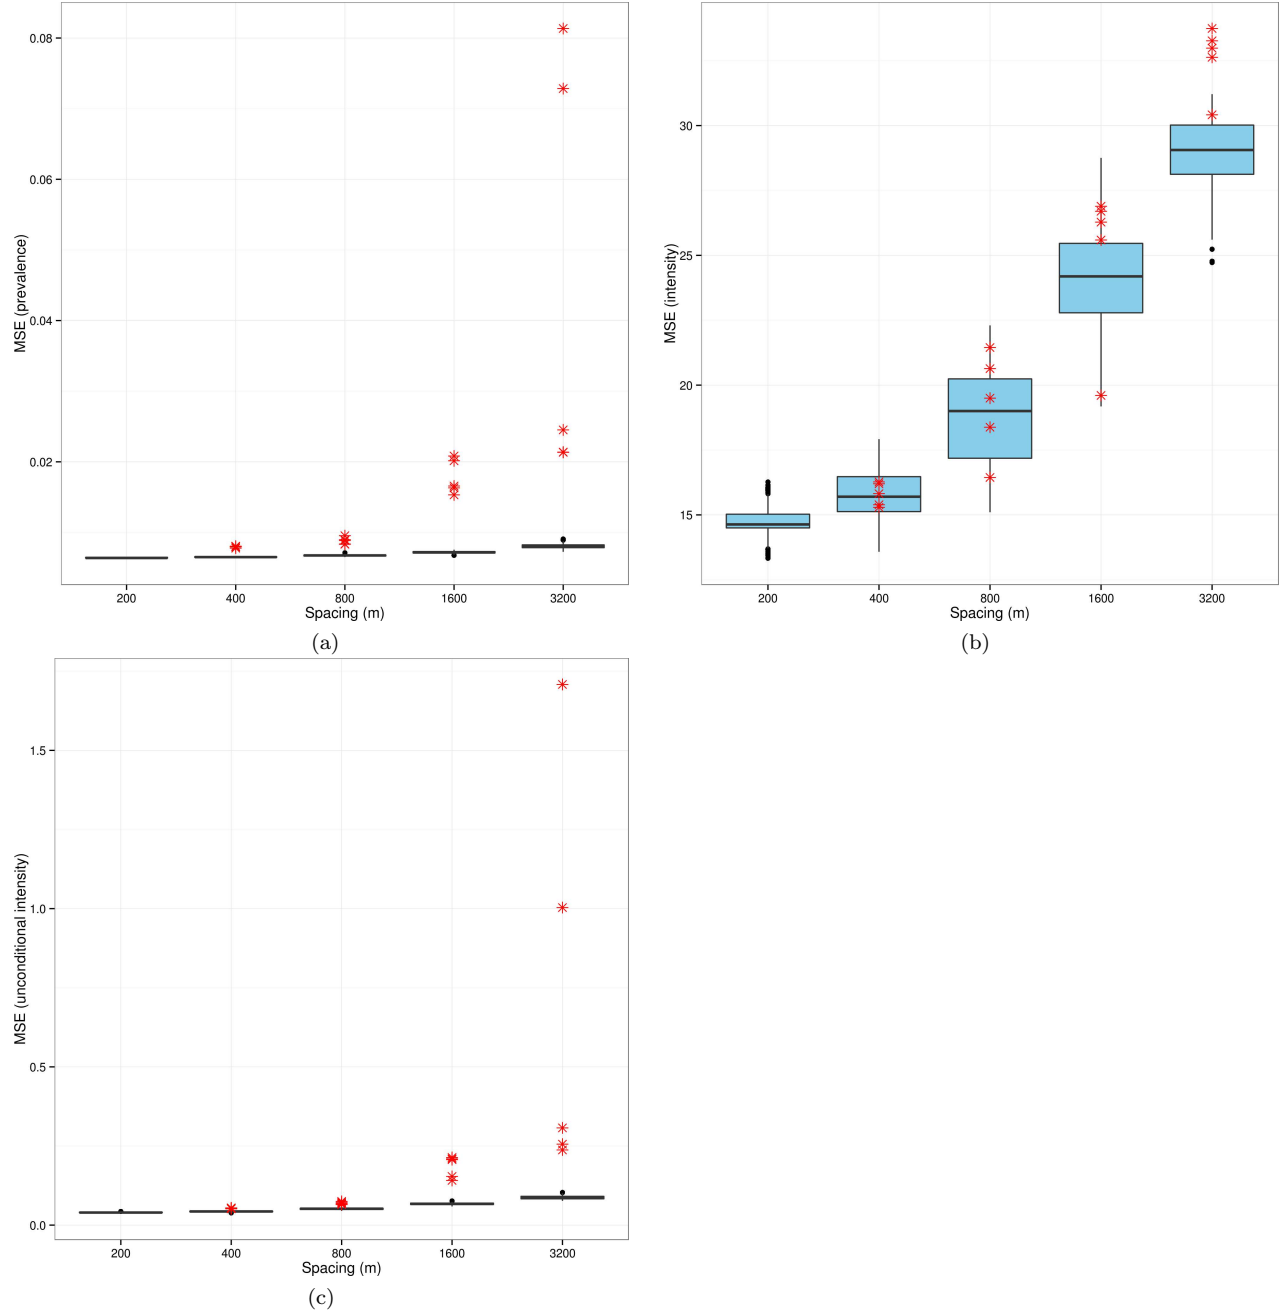 0.08
0.06
0.04
0.02
MSE (prevalence)
200 400 800 1600 3200
Spacing (m)
(a)
30
25
20
15
MSE (intensity)
200 400 800 1600 3200
Spacing (m)
(b)
1.5
1.0
0.5
0.0
MSE (unconditional intensity)
200 400 800 1600 3200
Spacing (m)
(c)